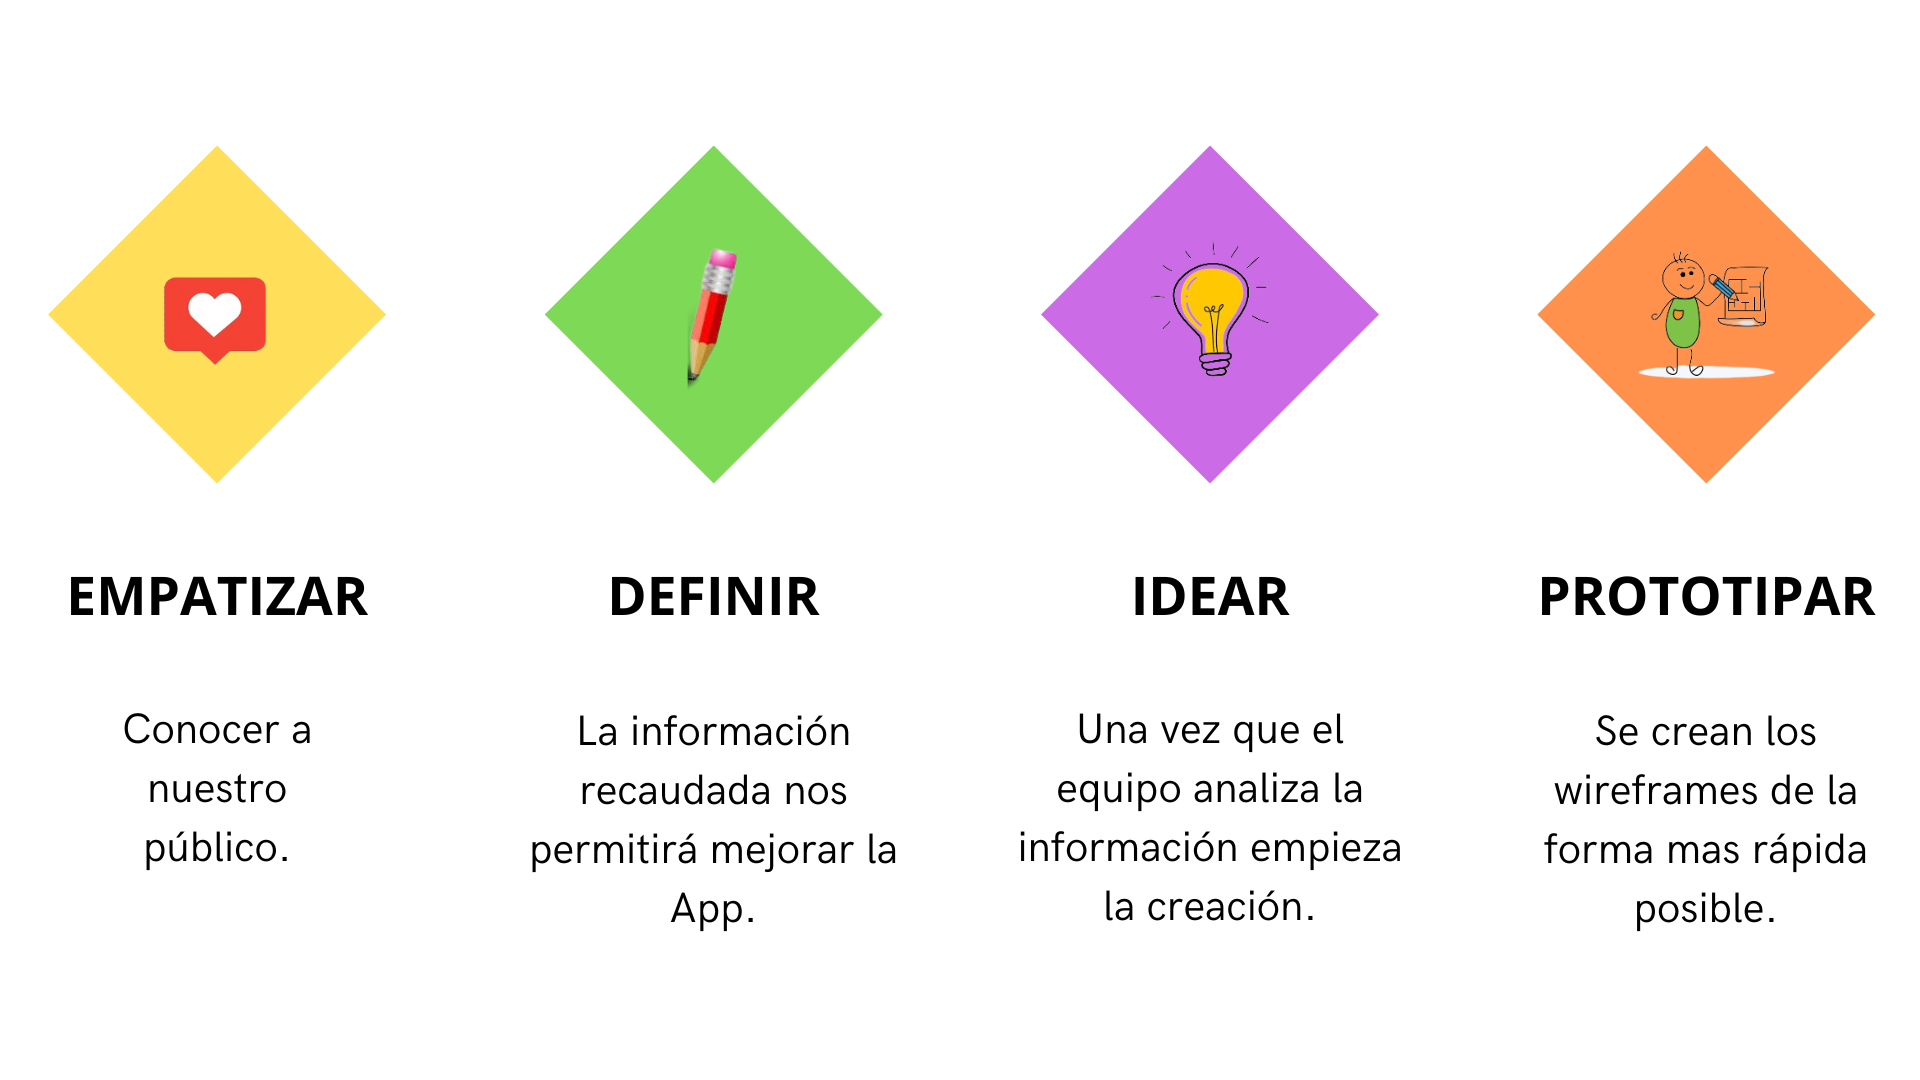 EMPATIZAR
Conocer a
nuestro
público.
DEFINIR
La información
recaudada nos
permitirá mejorar la
App.
IDEAR
Una vez que el
equipo analiza la
información empieza
la creación.
PROTOTIPAR
Se crean los
wireframes de la
forma mas rápida
posible.